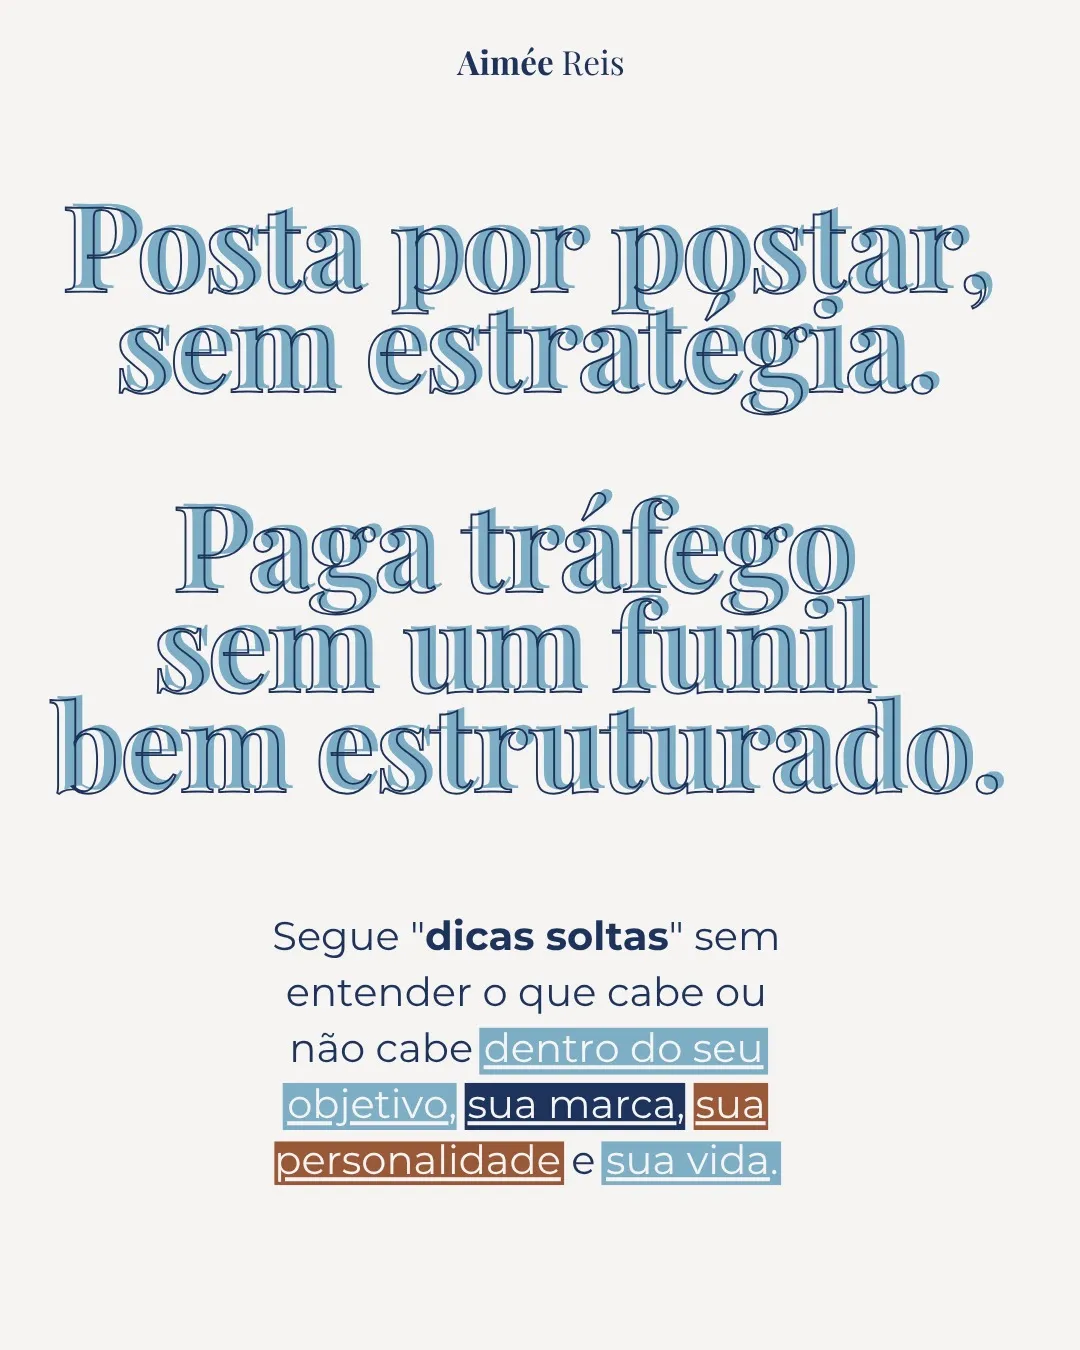 Aimée Reis
Posta por postar,
sem estratégia.
Paga tráfego
sem um funil
bem estruturado.
Segue "dicas soltas" sem
entender o que cabe ou
não cabe dentro do seu
objetivo, sua marca, sua
personalidade e sua vida.